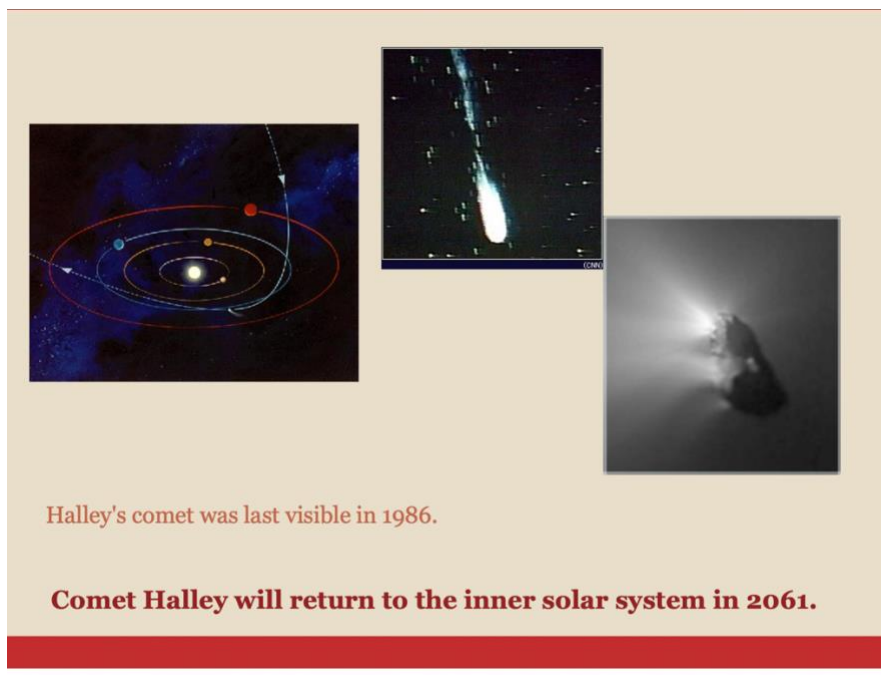 (CNN)
Halley's comet was last visible in 1986.
Comet Halley will return to the inner solar system in 2061.